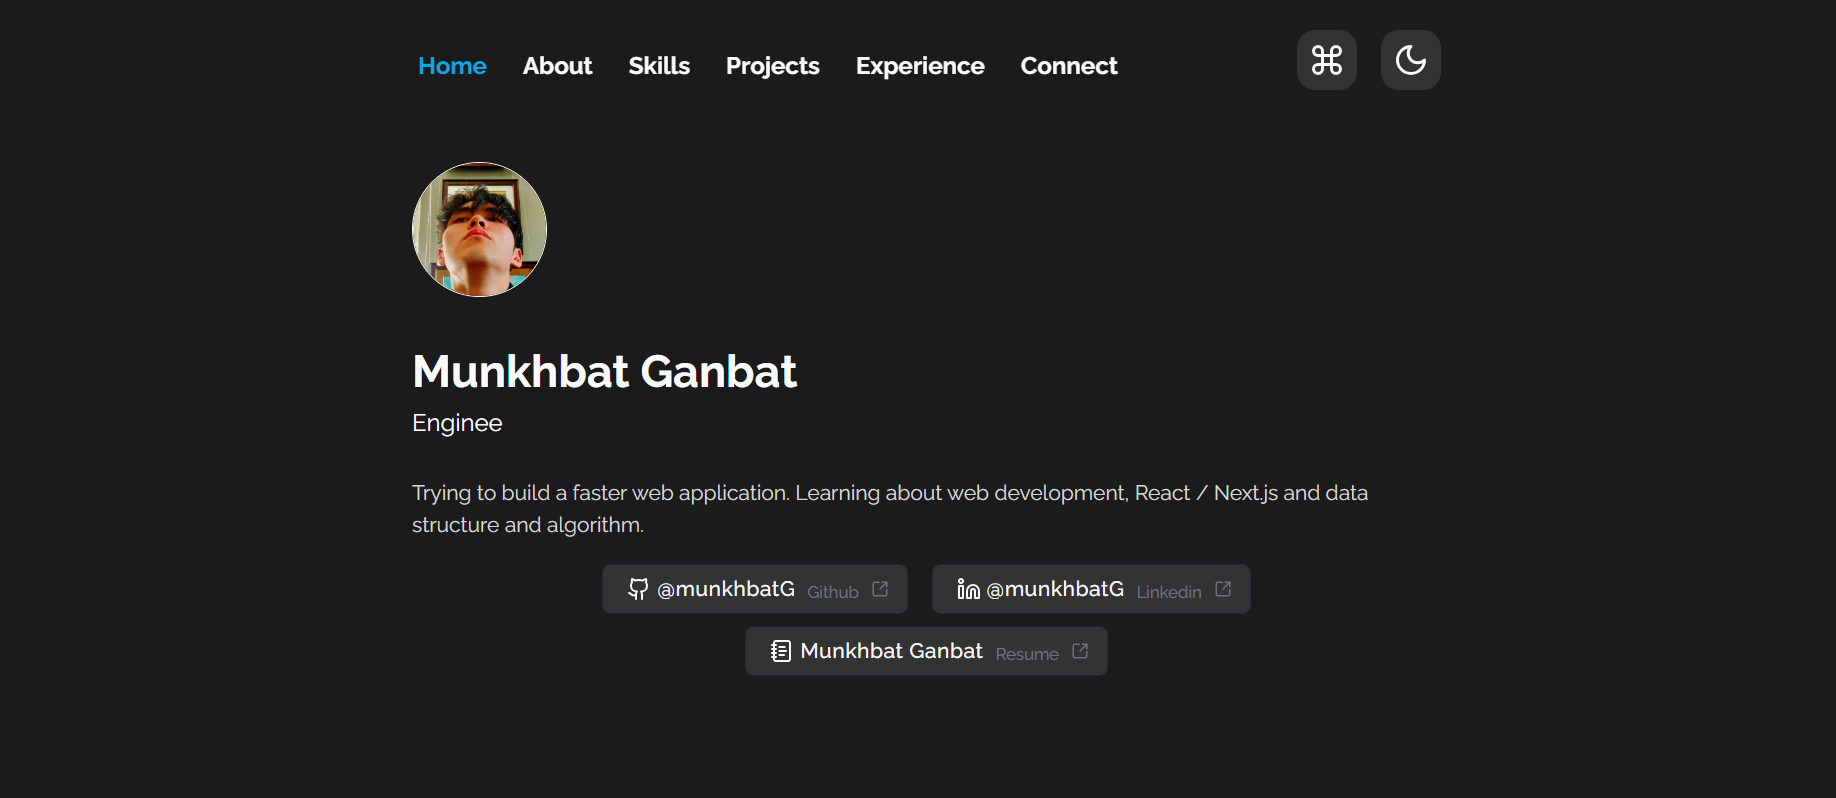 Home About Skills Projects Experience Connect
Munkhbat Ganbat
Enginee
Trying to build a faster web application. Learning about web development, React / Next.js and data
structure and algorithm.
@munkhbatG Github @munkhbatG Linkedin
Munkhbat Ganbat Resume